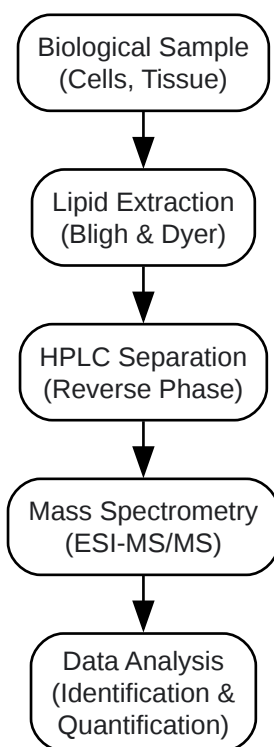 Biological Sample
(Cells, Tissue)
Lipid Extraction
(Bligh & Dyer)
HPLC Separation
(Reverse Phase)
Mass Spectrometry
(ESI-MS/MS)
Data Analysis
(Identification &
Quantification)